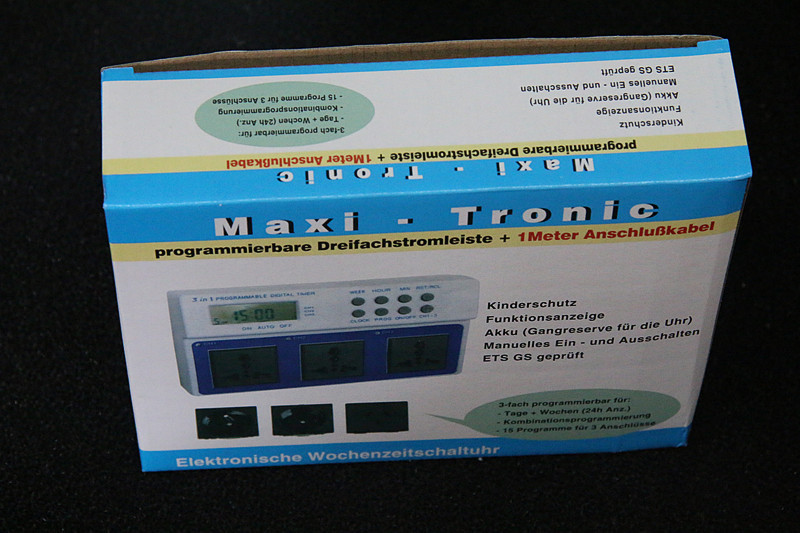 Kinderschutz
Funktionsanzeige
Akku (Gangreserve für die Uhr)
Manuelles Ein - und Ausschalten
ETS GS geprüft
3-fach programmierbar für:
- Tage + Wochen (24h Anz.)
- Kombinationsprogrammierung
- 15 Programme für 3 Anschlüsse
programmierbare Dreifachstromleiste + 1Meter Anschlußkabel
Maxi - Tronic
Maxi - Tronic
programmierbare Dreifachstromleiste + 1Meter Anschlußkabel
3 in 1 PROGRAMMABLE DIGITAL TIMER
WEEK HOUR MIN RST/RCL
15:00
ON AUTO OFF
CLOCK PROG ON/OFF
Kinderschutz
Funktionsanzeige
Akku (Gangreserve für die Uhr)
Manuelles Ein - und Ausschalten
ETS GS geprüft
3-fach programmierbar für:
- Tage + Wochen (24h Anz.)
- Kombinationsprogrammierung
- 15 Programme für 3 Anschlüsse
Elektronische Wochenzeitschaltuhr